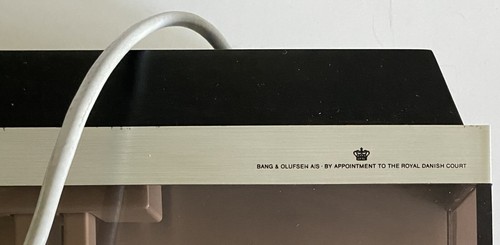 BANG & OLUFSEN A/S · BY APPOINTMENT TO THE ROYAL DANISH COURT